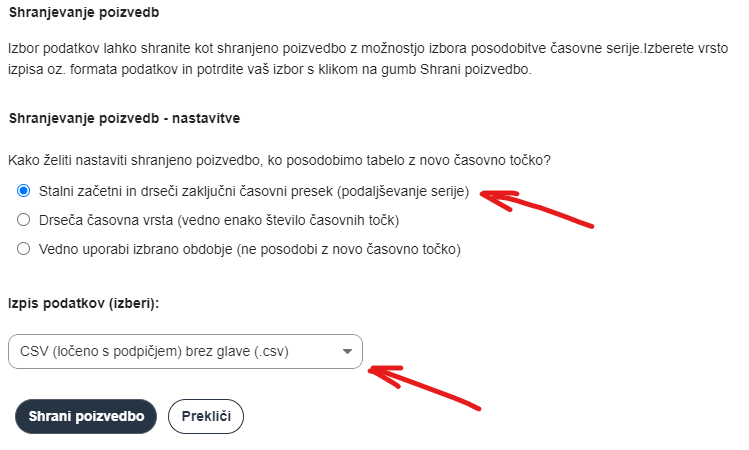 Shranjevanje poizvedb
Izbor podatkov lahko shranite kot shranjeno poizvedbo z možnostjo izbora posodobitve časovne serije.Izberete vrsto
izpisa oz. formata podatkov in potrdite vaš izbor s klikom na gumb Shrani poizvedbo.
Shranjevanje poizvedb - nastavitve
Kako želiti nastaviti shranjeno poizvedbo, ko posodobimo tabelo z novo časovno točko?
Stalni začetni in drseči zaključni časovni presek (podaljševanje serije)
Drseča časovna vrsta (vedno enako število časovnih točk)
Vedno uporabi izbrano obdobje (ne posodobi z novo časovno točko)
Izpis podatkov (izberi):
CSV (ločeno s podpičjem) brez glave (.csv)
Shrani poizvedbo Prekliči